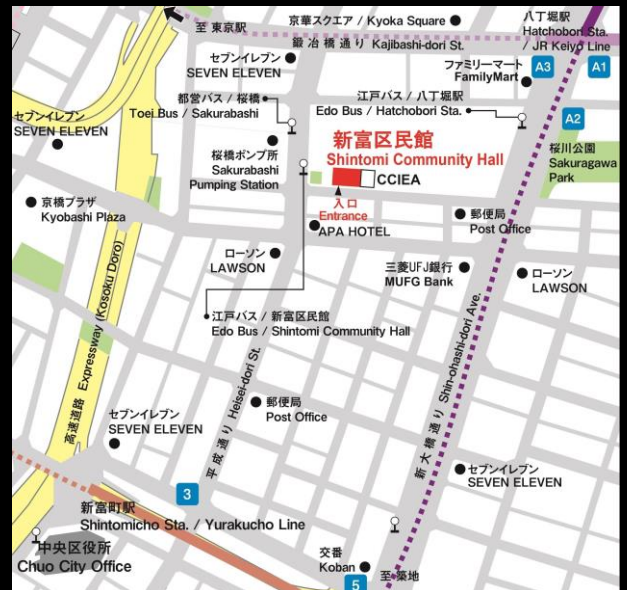 至 東京駅
京華スクエア / Kyoka Square
八丁堀駅
Hatchobori Sta.
/ JR Keiyo Line
鍛冶橋通り Kajibashi-dori St.
セブンイレブン
SEVEN ELEVEN
ファミリーマート
FamilyMart
A3
A1
都営バス / 桜橋
Toei Bus / Sakurabashi
江戸バス / 八丁堀駅
Edo Bus / Hatchobori Sta.
A2
セブンイレブン
SEVEN ELEVEN
桜橋ポンプ所
Sakurabashi
Pumping Station
新富区民館
Shintomi Community Hall
CCIEA
桜川公園
Sakuragawa
Park
入口
Entrance
京橋プラザ
Kyobashi Plaza
APA HOTEL
郵便局
Post Office
ローソン
LAWSON
三菱UFJ銀行
MUFG Bank
ローソン
LAWSON
江戸バス / 新富区民館
Edo Bus / Shintomi Community Hall
高速道路 Expressway (Kosoku Doro)
平成通り Heisei-dori St.
新大橋通り Shin-ohashi-dori Ave.
郵便局
Post Office
セブンイレブン
SEVEN ELEVEN
セブンイレブン
SEVEN ELEVEN
3
新富町駅
Shintomicho Sta. / Yurakucho Line
中央区役所
Chuo City Office
交番
Koban
5
至 築地